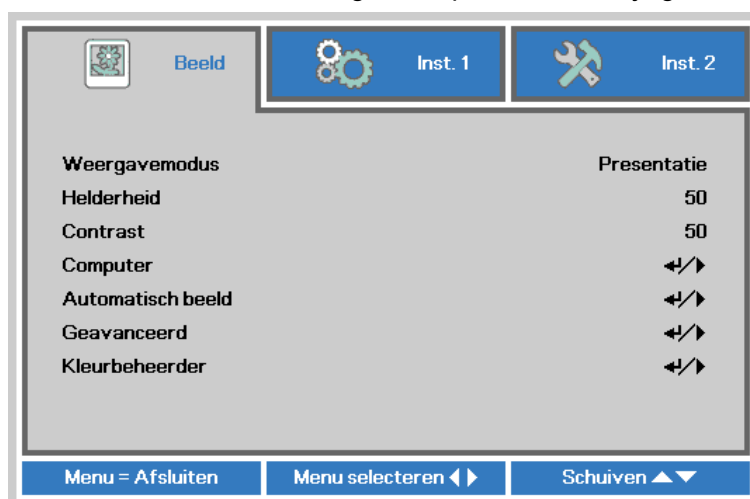 Beeld Inst. 1 Inst. 2
Weergavemodus Presentatie
Helderheid 50
Contrast 50
Computer ↵/▶
Automatisch beeld ↵/▶
Geavanceerd ↵/▶
Kleurbeheerder ↵/▶
Menu = Afsluiten Menu selecteren ◀▶ Schuiven ▲▼